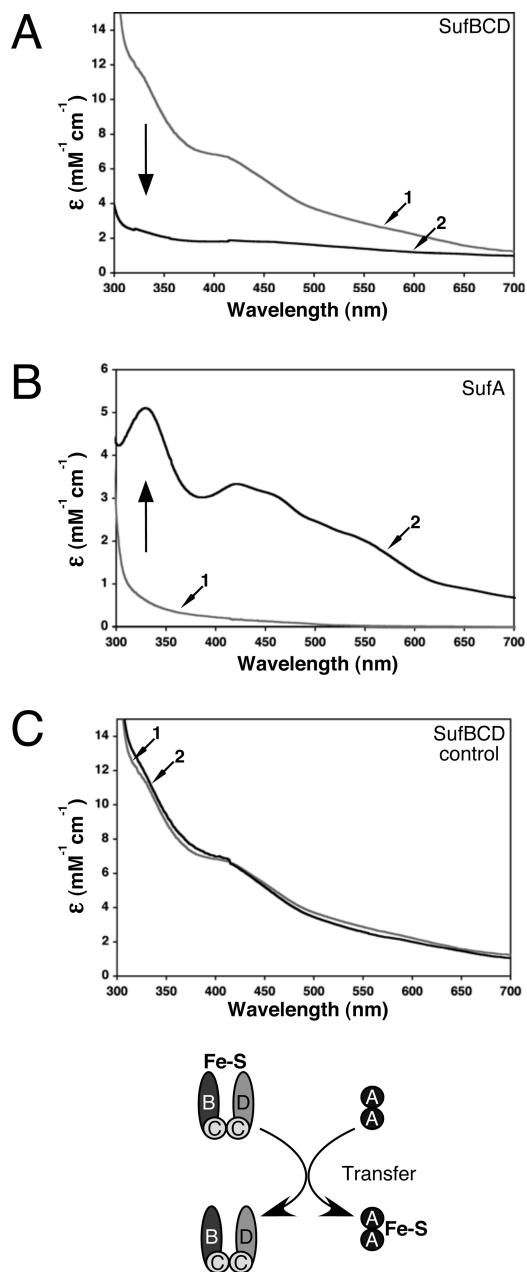 A
SufBCD
ε (mM⁻¹ cm⁻¹)
14
12
10
8
6
4
2
0
1
2
300 350 400 450 500 550 600 650 700
Wavelength (nm)
B
SufA
ε (mM⁻¹ cm⁻¹)
6
5
4
3
2
1
0
2
1
300 350 400 450 500 550 600 650 700
Wavelength (nm)
C
SufBCD
control
ε (mM⁻¹ cm⁻¹)
14
12
10
8
6
4
2
0
1
2
300 350 400 450 500 550 600 650 700
Wavelength (nm)
Fe-S
B D
C C
A
A
Transfer
B D
C C
A
A
Fe-S